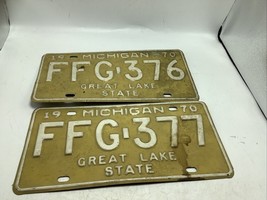 19 MICHIGAN 70
FFG-376
GREAT LAKE
STATE
19 MICHIGAN 70
FFG-377
GREAT LAKE
STATE